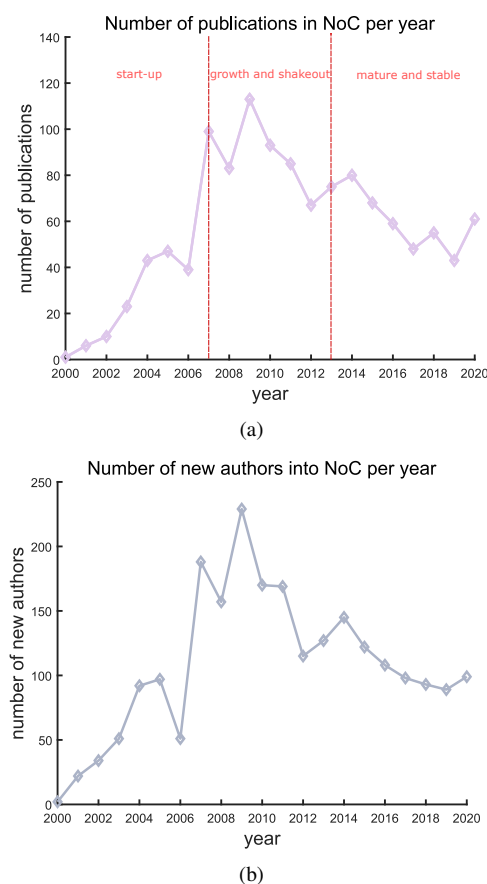 Number of publications in NoC per year
140
120
100
80
60
40
20
0
number of publications
start-up
growth and shakeout
mature and stable
2000 2002 2004 2006 2008 2010 2012 2014 2016 2018 2020
year
(a)
Number of new authors into NoC per year
250
200
150
100
50
0
number of new authors
2000 2002 2004 2006 2008 2010 2012 2014 2016 2018 2020
year
(b)